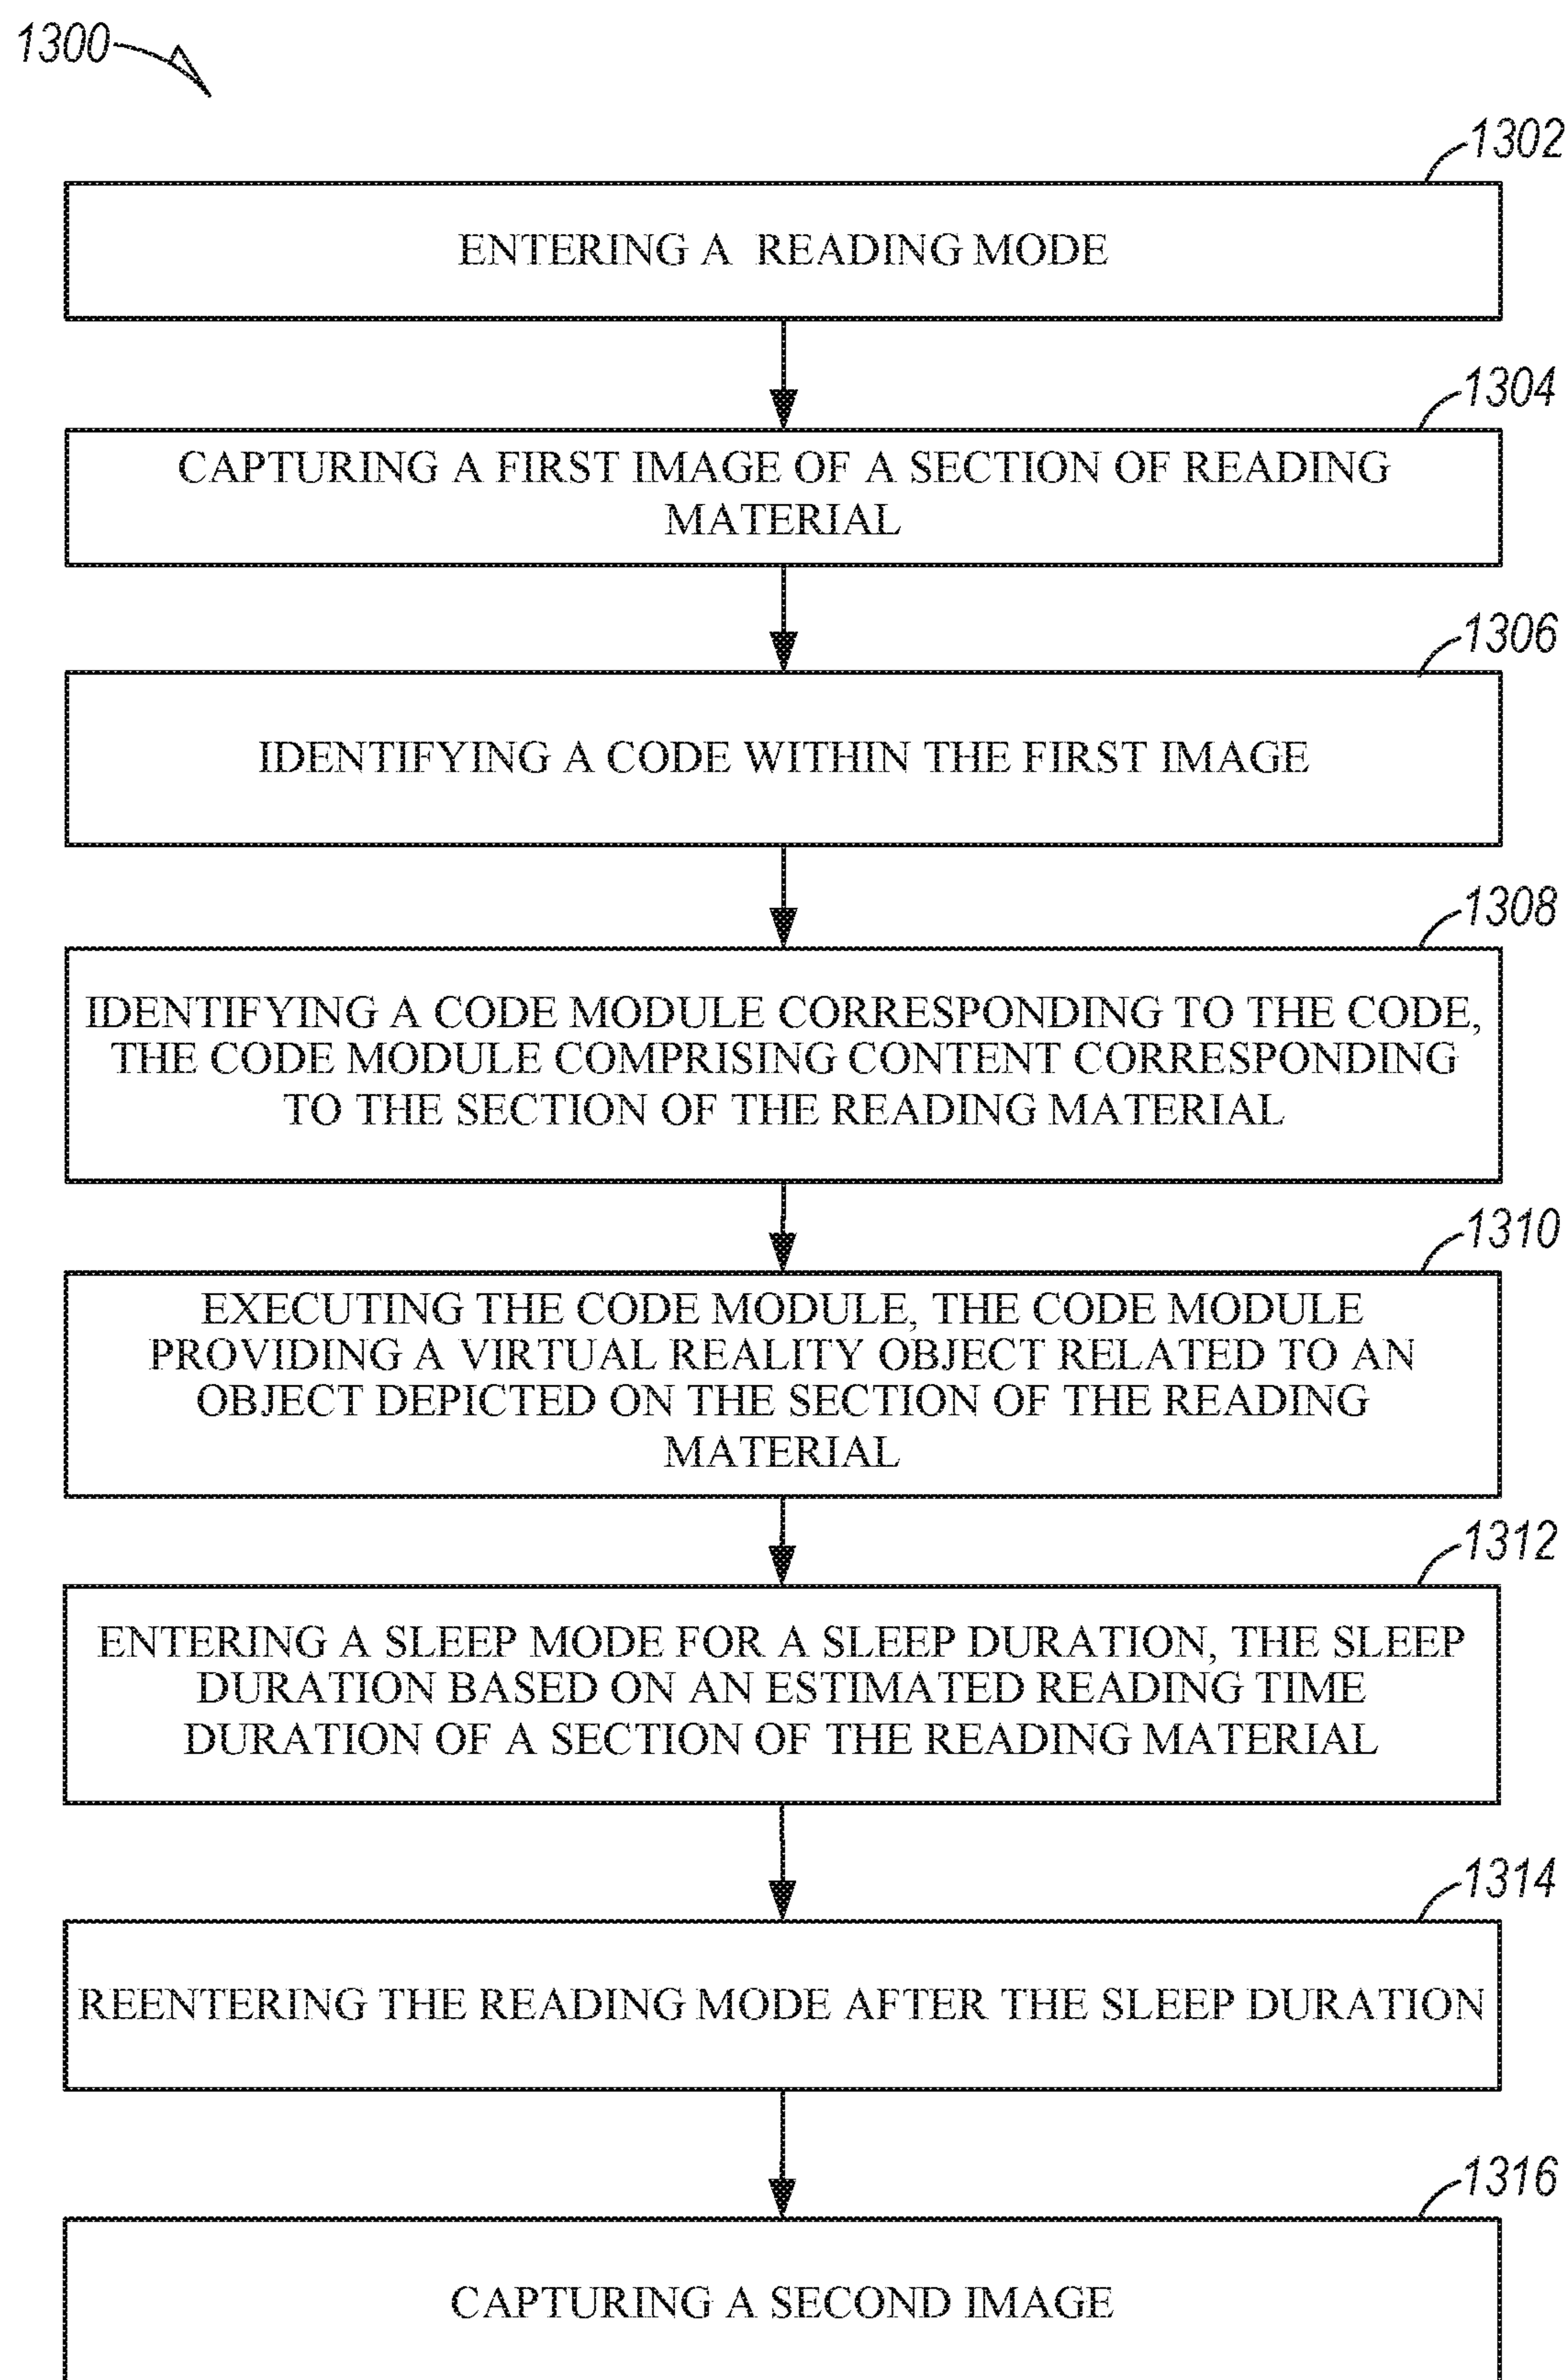 1300
1302
ENTERING A READING MODE
1304
CAPTURING A FIRST IMAGE OF A SECTION OF READING
MATERIAL
1306
IDENTIFYING A CODE WITHIN THE FIRST IMAGE
1308
IDENTIFYING A CODE MODULE CORRESPONDING TO THE CODE,
THE CODE MODULE COMPRISING CONTENT CORRESPONDING
TO THE SECTION OF THE READING MATERIAL
1310
EXECUTING THE CODE MODULE, THE CODE MODULE
PROVIDING A VIRTUAL REALITY OBJECT RELATED TO AN
OBJECT DEPICTED ON THE SECTION OF THE READING
MATERIAL
1312
ENTERING A SLEEP MODE FOR A SLEEP DURATION, THE SLEEP
DURATION BASED ON AN ESTIMATED READING TIME
DURATION OF A SECTION OF THE READING MATERIAL
1314
REENTERING THE READING MODE AFTER THE SLEEP DURATION
1316
CAPTURING A SECOND IMAGE